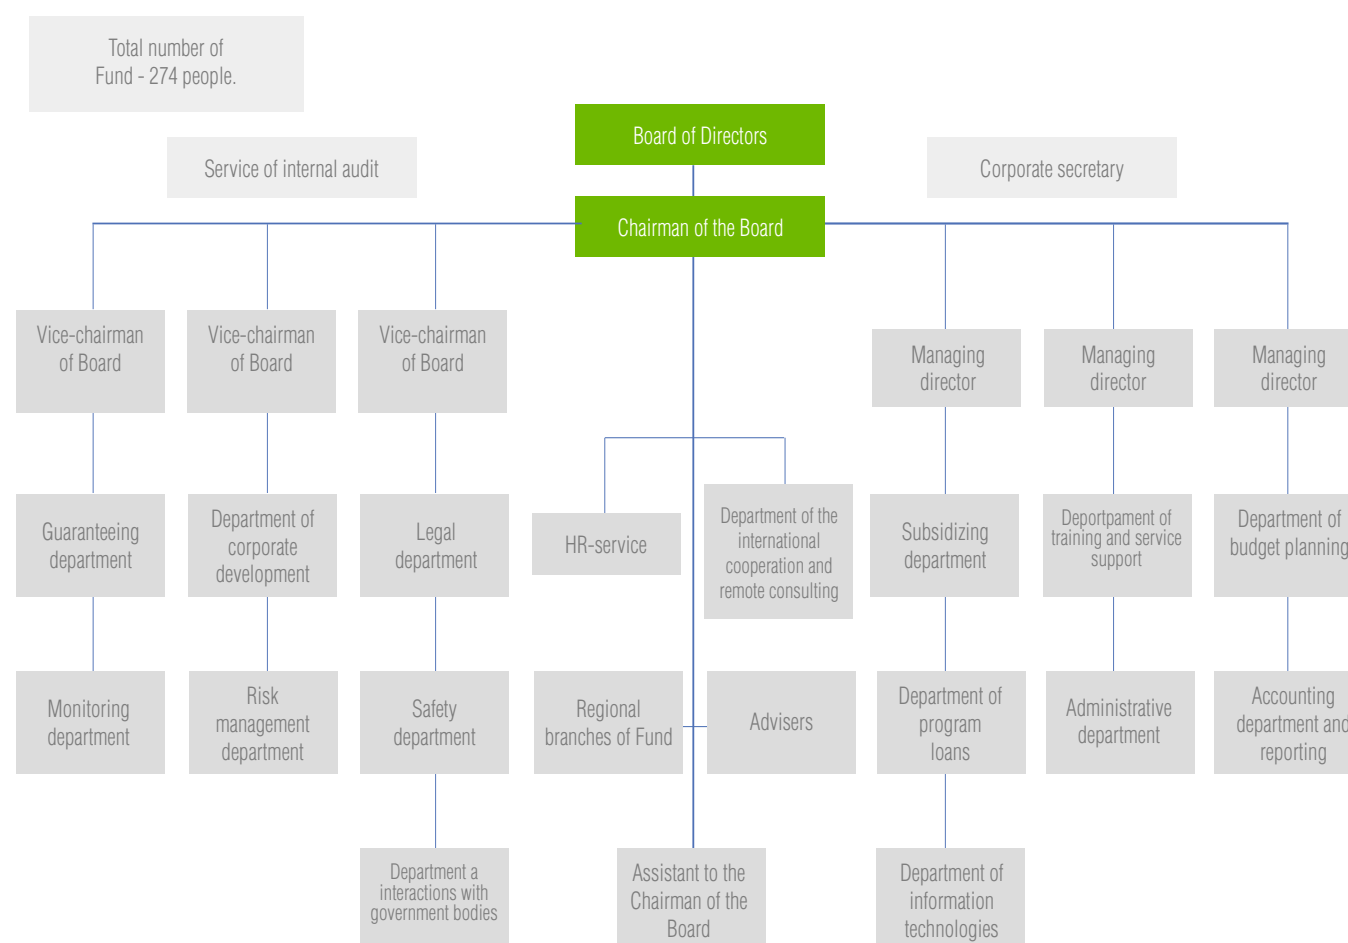 Total number of
Fund - 274 people.
Board of Directors
Service of internal audit
Corporate secretary
Chairman of the Board
Vice-chairman
of Board
Vice-chairman
of Board
Vice-chairman
of Board
Managing
director
Managing
director
Managing
director
Guaranteeing
department
Department of
corporate
development
Legal
department
HR-service
Department of the
international
cooperation and
remote consulting
Subsidizing
department
Deportpament of
training and service
support
Department of
budget planning
Monitoring
department
Risk
management
department
Safety
department
Regional
branches of Fund
Advisers
Department of
program
loans
Administrative
department
Accounting
department and
reporting
Department a
interactions with
government bodies
Assistant to the
Chairman of the
Board
Department of
information
technologies